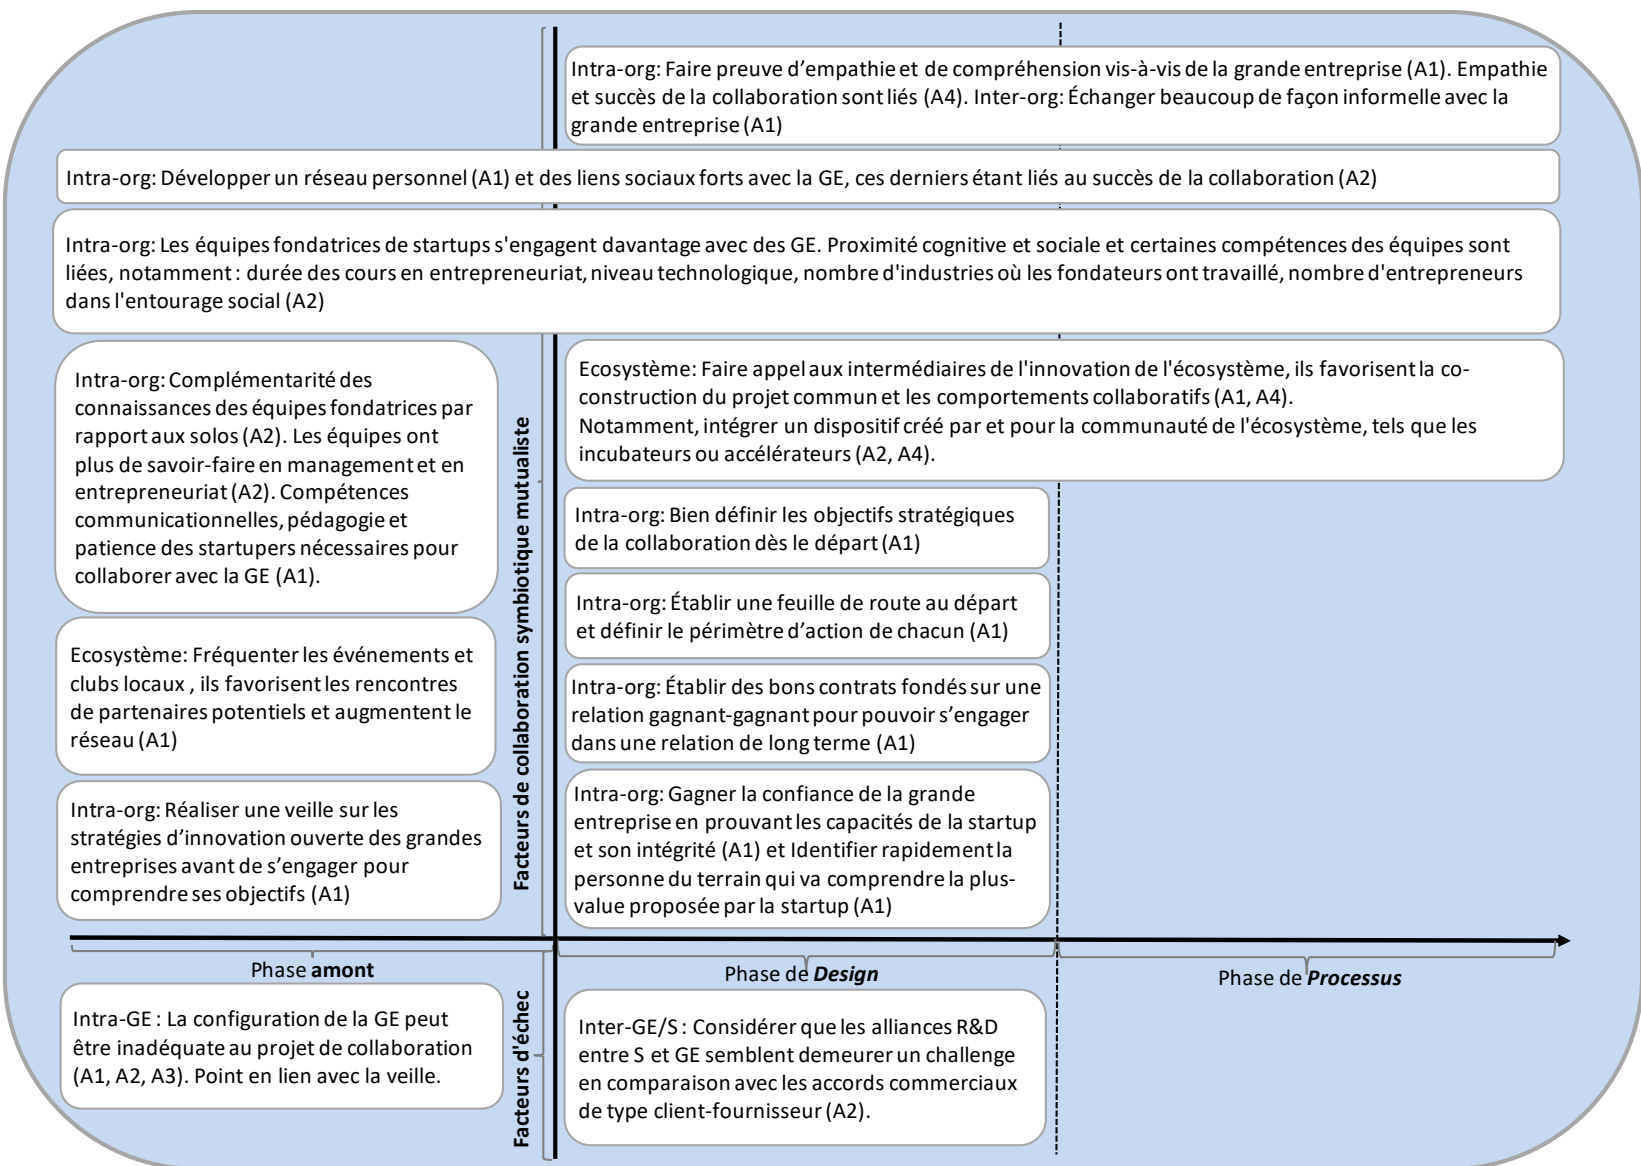 Intra-org: Faire preuve d’empathie et de compréhension vis-à-vis de la grande entreprise (A1). Empathie
et succès de la collaboration sont liés (A4). Inter-org: Échanger beaucoup de façon informelle avec la
grande entreprise (A1)
Intra-org: Développer un réseau personnel (A1) et des liens sociaux forts avec la GE, ces derniers étant liés au succès de la collaboration (A2)
Intra-org: Les équipes fondatrices de startups s'engagent davantage avec des GE. Proximité cognitive et sociale et certaines compétences des équipes sont
liées, notamment : durée des cours en entrepreneuriat, niveau technologique, nombre d'industries où les fondateurs ont travaillé, nombre d'entrepreneurs
dans l'entourage social (A2)
Intra-org: Complémentarité des
connaissances des équipes fondatrices par
rapport aux solos (A2). Les équipes ont
plus de savoir-faire en management et en
entrepreneuriat (A2). Compétences
communicationnelles, pédagogie et
patience des startupers nécessaires pour
collaborer avec la GE (A1).
Ecosystème: Fréquenter les événements et
clubs locaux , ils favorisent les rencontres
de partenaires potentiels et augmentent le
réseau (A1)
Intra-org: Réaliser une veille sur les
stratégies d’innovation ouverte des grandes
entreprises avant de s’engager pour
comprendre ses objectifs (A1)
Facteurs de collaboration symbiotique mutualiste
Ecosystème: Faire appel aux intermédiaires de l'innovation de l'écosystème, ils favorisent la co-
construction du projet commun et les comportements collaboratifs (A1, A4).
Notamment, intégrer un dispositif créé par et pour la communauté de l'écosystème, tels que les
incubateurs ou accélérateurs (A2, A4).
Intra-org: Bien définir les objectifs stratégiques
de la collaboration dès le départ (A1)
Intra-org: Établir une feuille de route au départ
et définir le périmètre d’action de chacun (A1)
Intra-org: Établir des bons contrats fondés sur une
relation gagnant-gagnant pour pouvoir s’engager
dans une relation de long terme (A1)
Intra-org: Gagner la confiance de la grande
entreprise en prouvant les capacités de la startup
et son intégrité (A1) et Identifier rapidement la
personne du terrain qui va comprendre la plus-
value proposée par la startup (A1)
Phase amont
Phase de Design
Phase de Processus
Intra-GE : La configuration de la GE peut
être inadéquate au projet de collaboration
(A1, A2, A3). Point en lien avec la veille.
Facteurs d'échec
Inter-GE/S : Considérer que les alliances R&D
entre S et GE semblent demeurer un challenge
en comparaison avec les accords commerciaux
de type client-fournisseur (A2).